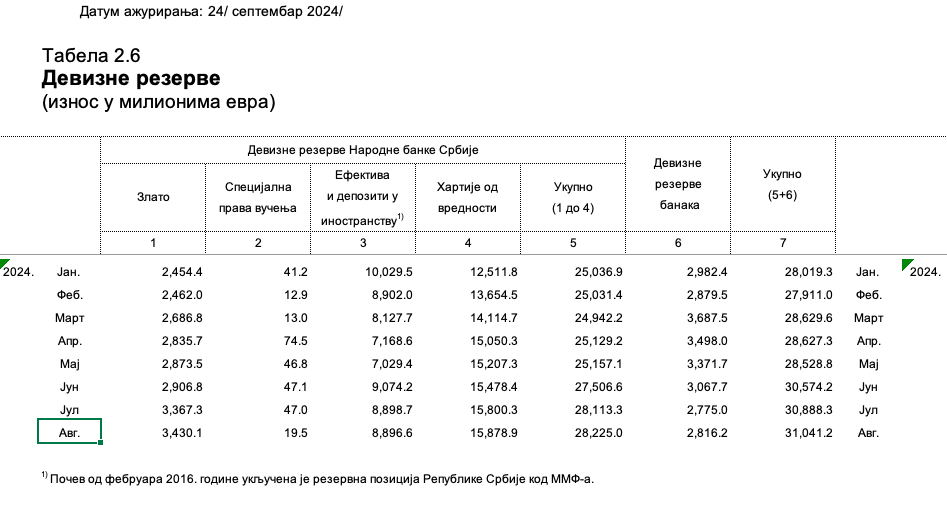 Датум ажурирања: 24/ септембар 2024/
Табела 2.6
Девизне резерве
(износ у милионима евра)
Девизне резерве Народне банке Србије
Злато
Специјална
права вучења
Ефектива
и депозити у
иностранству1)
Хартије од
вредности
Укупно
(1 до 4)
Девизне
резерве
банака
Укупно
(5+6)
1 2 3 4 5 6 7
2024. Јан. 2,454.4 41.2 10,029.5 12,511.8 25,036.9 2,982.4 28,019.3 Јан. 2024.
Феб. 2,462.0 12.9 8,902.0 13,654.5 25,031.4 2,879.5 27,911.0 Феб.
Март 2,686.8 13.0 8,127.7 14,114.7 24,942.2 3,687.5 28,629.6 Март
Апр. 2,835.7 74.5 7,168.6 15,050.3 25,129.2 3,498.0 28,627.3 Апр.
Мај 2,873.5 46.8 7,029.4 15,207.3 25,157.1 3,371.7 28,528.8 Мај
Јун 2,906.8 47.1 9,074.2 15,478.4 27,506.6 3,067.7 30,574.2 Јун
Јул 3,367.3 47.0 8,898.7 15,800.3 28,113.3 2,775.0 30,888.3 Јул
Авг. 3,430.1 19.5 8,896.6 15,878.9 28,225.0 2,816.2 31,041.2 Авг.
1) Почев од фебруара 2016. године укључена је резервна позиција Републике Србије код ММФ-а.